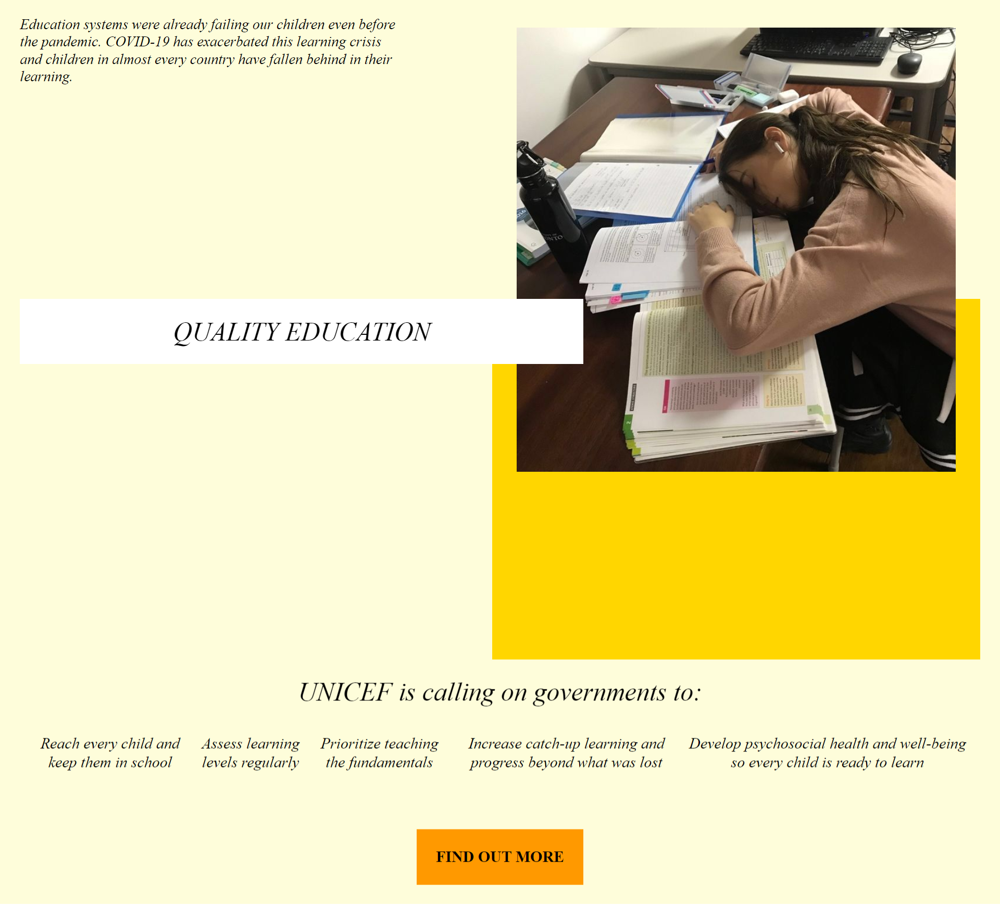 Education systems were already failing our children even before
the pandemic. COVID-19 has exacerbated this learning crisis
and children in almost every country have fallen behind in their
learning.
QUALITY EDUCATION
UNICEF is calling on governments to:
Reach every child and
keep them in school
Assess learning
levels regularly
Prioritize teaching
the fundamentals
Increase catch-up learning and
progress beyond what was lost
Develop psychosocial health and well-being
so every child is ready to learn
FIND OUT MORE